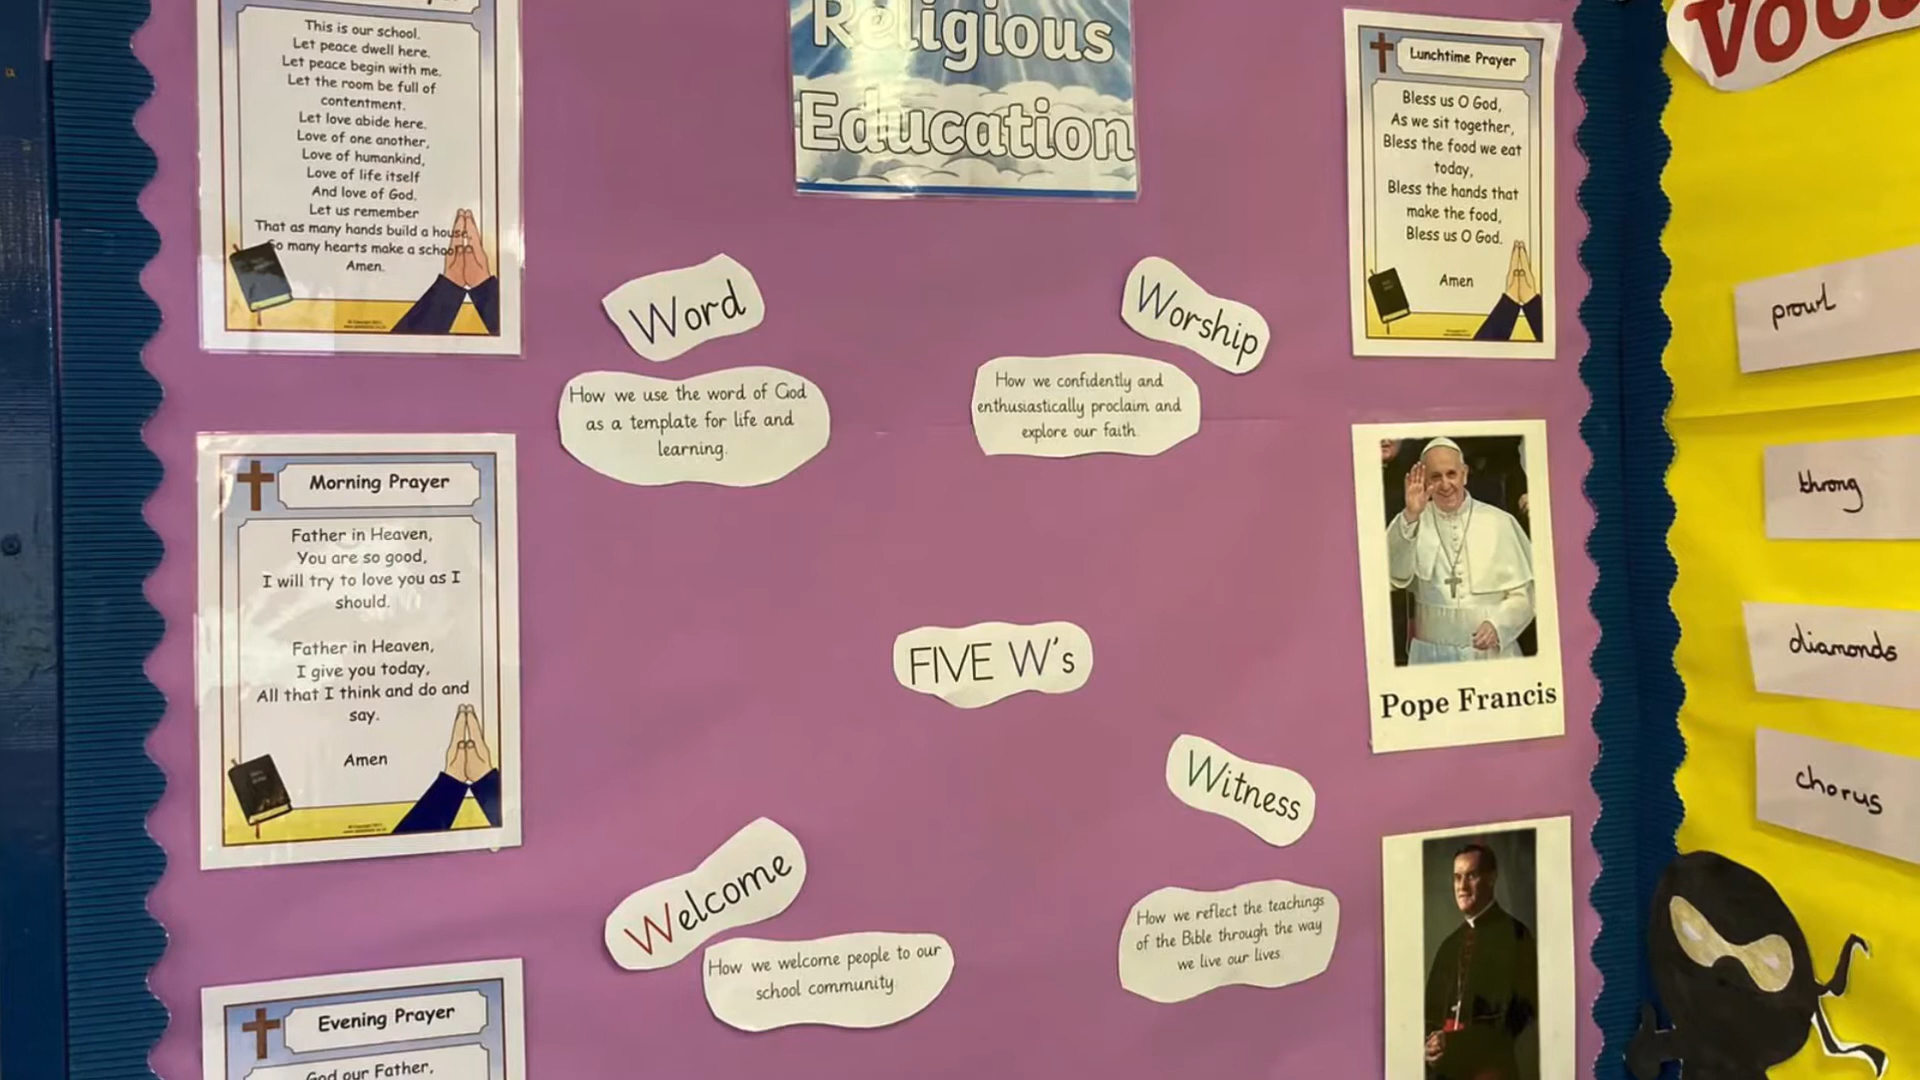 This is our school.
Let peace dwell here.
Let peace begin with me.
Let the room be full of
contentment.
Let love abide here.
Love of one another,
Love of humankind,
Love of life itself
And love of God.
Let us remember
That as many hands build a house,
So many hearts make a school.
Amen.
Morning Prayer
Father in Heaven,
You are so good,
I will try to love you as I
should.
Father in Heaven,
I give you today,
All that I think and do and
say.
Amen
Evening Prayer
God our Father,
Religious
Education
Word
How we use the word of God
as a template for life and
learning.
Worship
How we confidently and
enthusiastically proclaim and
explore our faith.
FIVE W's
Welcome
How we welcome people to our
school community
Witness
How we reflect the teachings
of the Bible through the way
we live our lives.
Lunchtime Prayer
Bless us O God,
As we sit together,
Bless the food we eat
today,
Bless the hands that
make the food,
Bless us O God.
Amen
Pope Francis
prowl
throng
diamonds
chorus